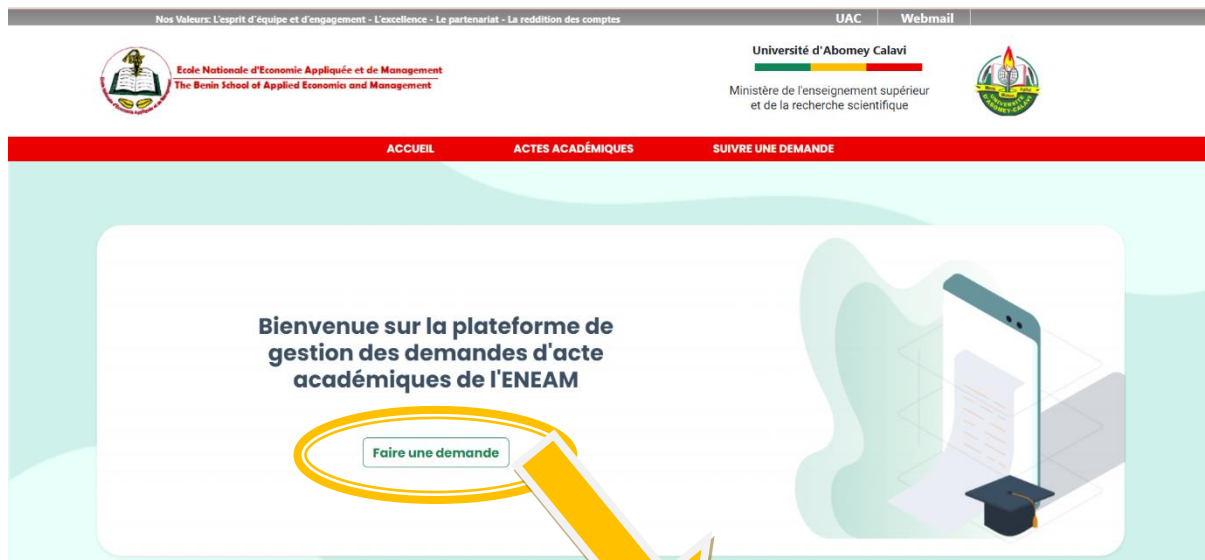 Nos Valeurs: L'esprit d'équipe et d'engagement - L'excellence - Le partenariat - La reddition des comptes
UAC
Webmail
Ecole Nationale d'Economie Appliquée et de Management
The Benin School of Applied Economics and Management
Université d'Abomey Calavi
Ministère de l'enseignement supérieur
et de la recherche scientifique
ACCUEIL
ACTES ACADÉMIQUES
SUIVRE UNE DEMANDE
Bienvenue sur la plateforme de
gestion des demandes d'acte
académiques de l'ENEAM
Faire une demande